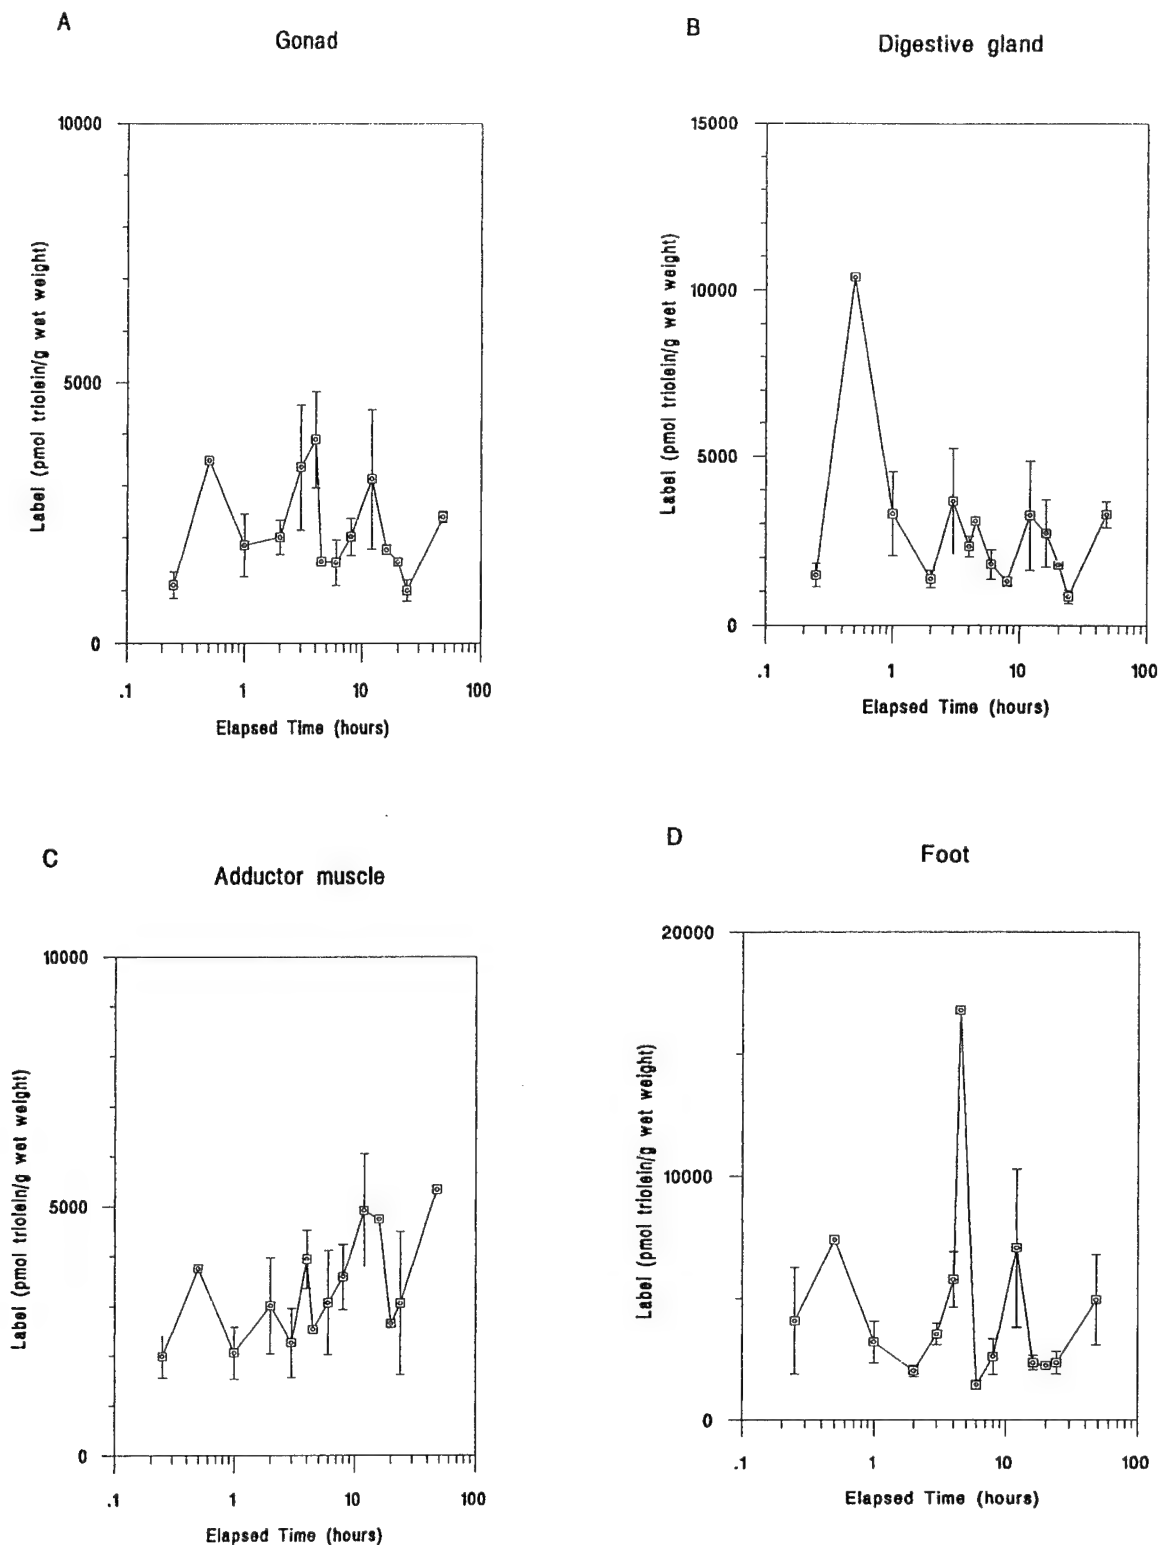 A
Gonad
10000
5000
0
Label (pmol triolein/g wet weight)
.1 1 10 100
Elapsed Time (hours)
B
Digestive gland
15000
10000
5000
0
Label (pmol triolein/g wet weight)
.1 1 10 100
Elapsed Time (hours)
C
Adductor muscle
10000
5000
0
Label (pmol triolein/g wet weight)
.1 1 10 100
Elapsed Time (hours)
D
Foot
20000
10000
0
Label (pmol triolein/g wet weight)
.1 1 10 100
Elapsed Time (hours)